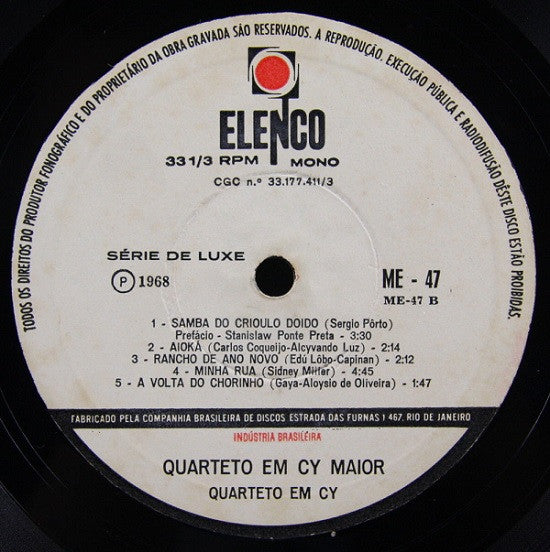 TODOS OS DIREITOS DO PRODUTOR FONOGRÁFICO E DO PROPRIETÁRIO DA OBRA GRAVADA SÃO RESERVADOS. A REPRODUÇÃO, EXECUÇÃO PÚBLICA E RADIODIFUSÃO DÊSTE DISCO ESTÃO PROIBIDAS.
ELENCO
33 1/3 RPM MONO
CGC n.º 33.177.411/3
SÉRIE DE LUXE
ME - 47
P 1968
ME-47 B
1 - SAMBA DO CRIOULO DOIDO (Sergio Pôrto)
Prefácio - Stanislaw Ponte Preta - 3:30
2 - AIOKÁ (Carlos Coqueijo-Alcyvando Luz) - 2:14
3 - RANCHO DE ANO NOVO (Edú Lôbo-Capinan) - 2:12
4 - MINHA RUA (Sidney Miller) - 4:45
5 - A VOLTA DO CHORINHO (Gaya-Aloysio de Oliveira) - 1:47
FABRICADO PELA COMPANHIA BRASILEIRA DE DISCOS ESTRADA DAS FURNAS 1 467. RIO DE JANEIRO
INDÚSTRIA BRASILEIRA
QUARTETO EM CY MAIOR
QUARTETO EM CY